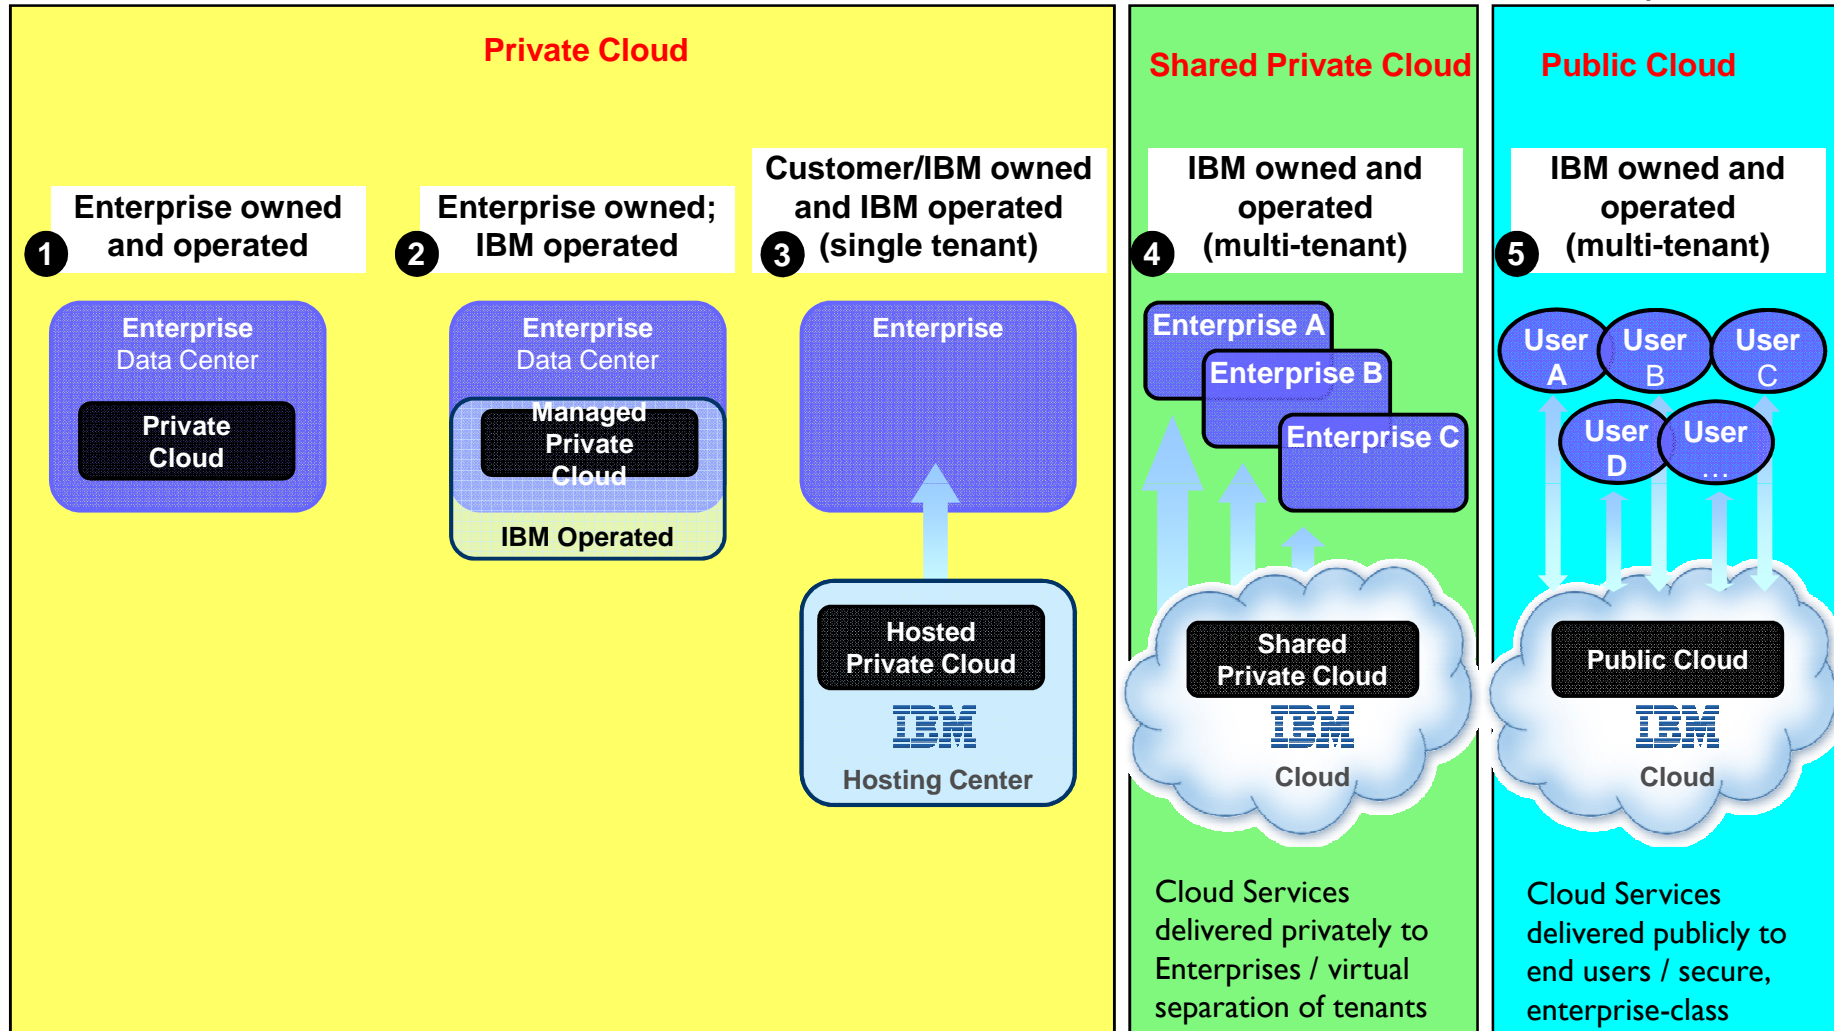 Private Cloud
1
Enterprise owned
and operated
Enterprise
Data Center
Private
Cloud
2
Enterprise owned;
IBM operated
Enterprise
Data Center
Managed
Private
Cloud
IBM Operated
3
Customer/IBM owned
and IBM operated
(single tenant)
Enterprise
Hosted
Private Cloud
IBM
Hosting Center
Shared Private Cloud
4
IBM owned and
operated
(multi-tenant)
Enterprise A
Enterprise B
Enterprise C
Shared
Private Cloud
IBM
Cloud
Cloud Services
delivered privately to
Enterprises / virtual
separation of tenants
Public Cloud
5
IBM owned and
operated
(multi-tenant)
User
A
User
B
User
C
User
D
User
...
Public Cloud
IBM
Cloud
Cloud Services
delivered publicly to
end users / secure,
enterprise-class